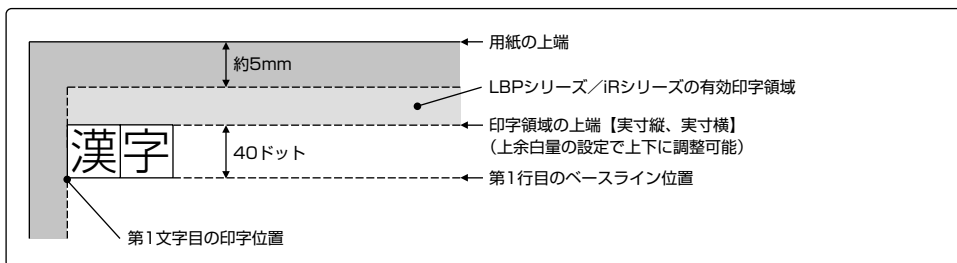 用紙の上端
約5mm
LBPシリーズ／iRシリーズの有効印字領域
印字領域の上端【実寸縦、実寸横】
（上余白量の設定で上下に調整可能）
漢字
40ドット
第1行目のベースライン位置
第1文字目の印字位置